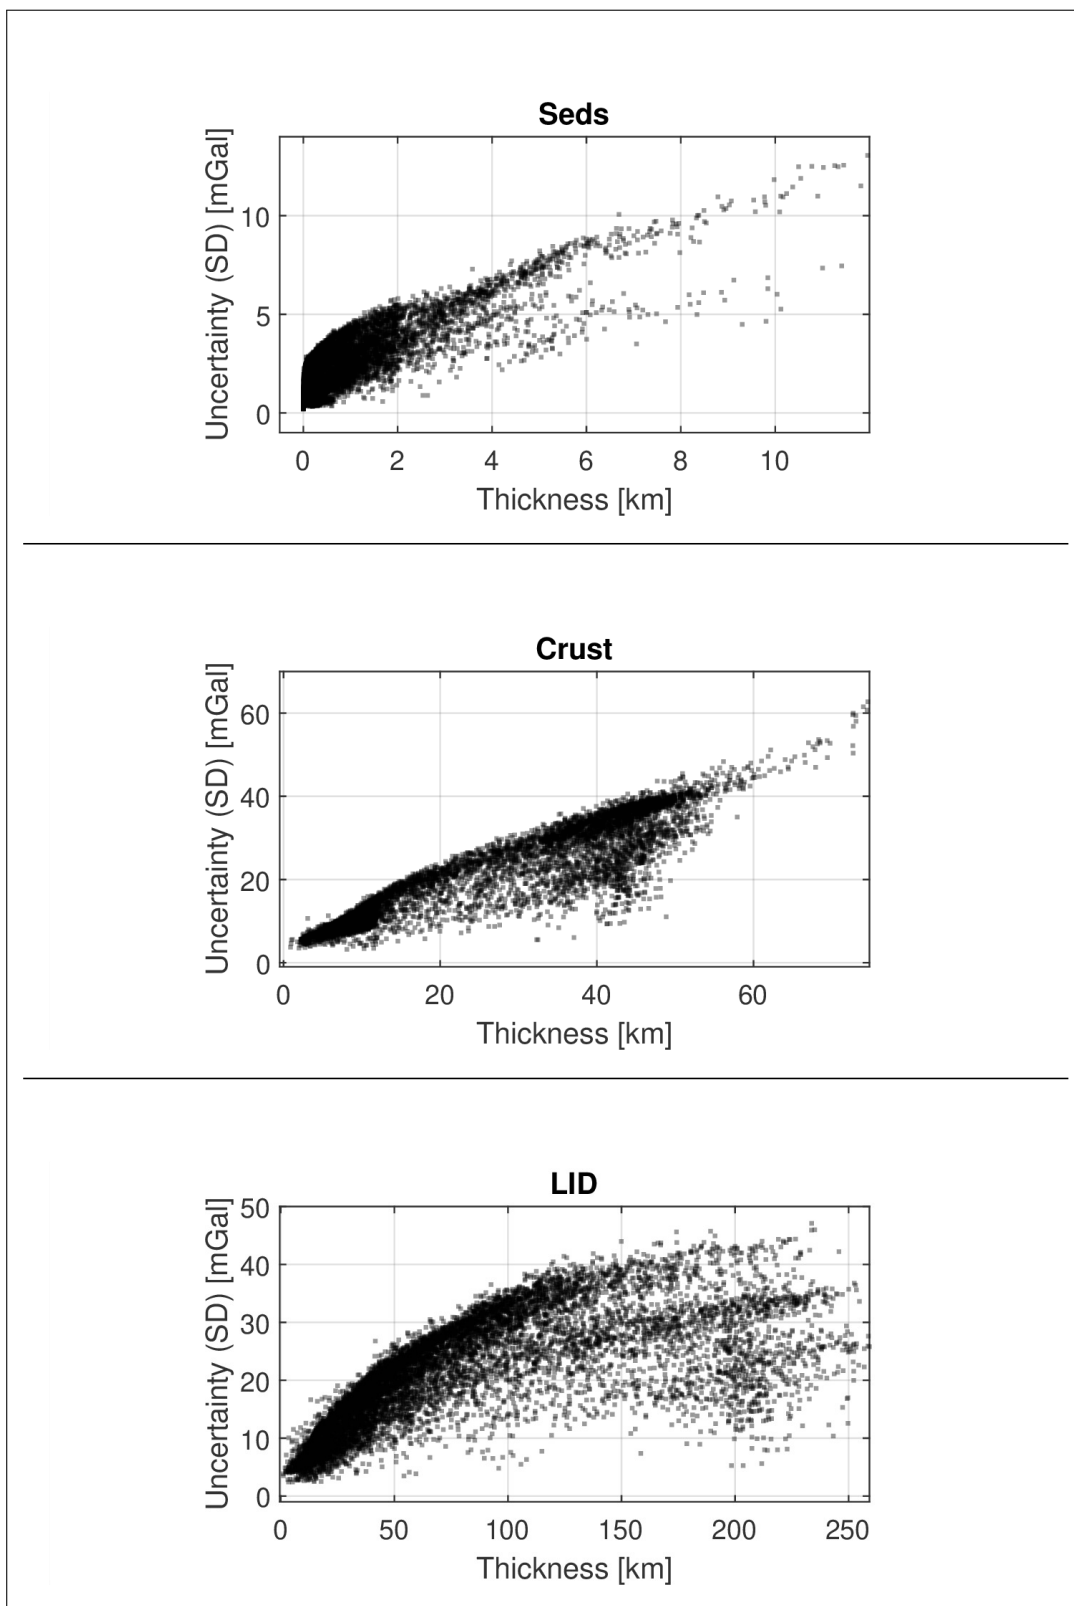 Seds
Uncertainty (SD) [mGal]
10
5
0
0 2 4 6 8 10
Thickness [km]
Crust
Uncertainty (SD) [mGal]
60
40
20
0
0 20 40 60
Thickness [km]
LID
Uncertainty (SD) [mGal]
50
40
30
20
10
0
0 50 100 150 200 250
Thickness [km]